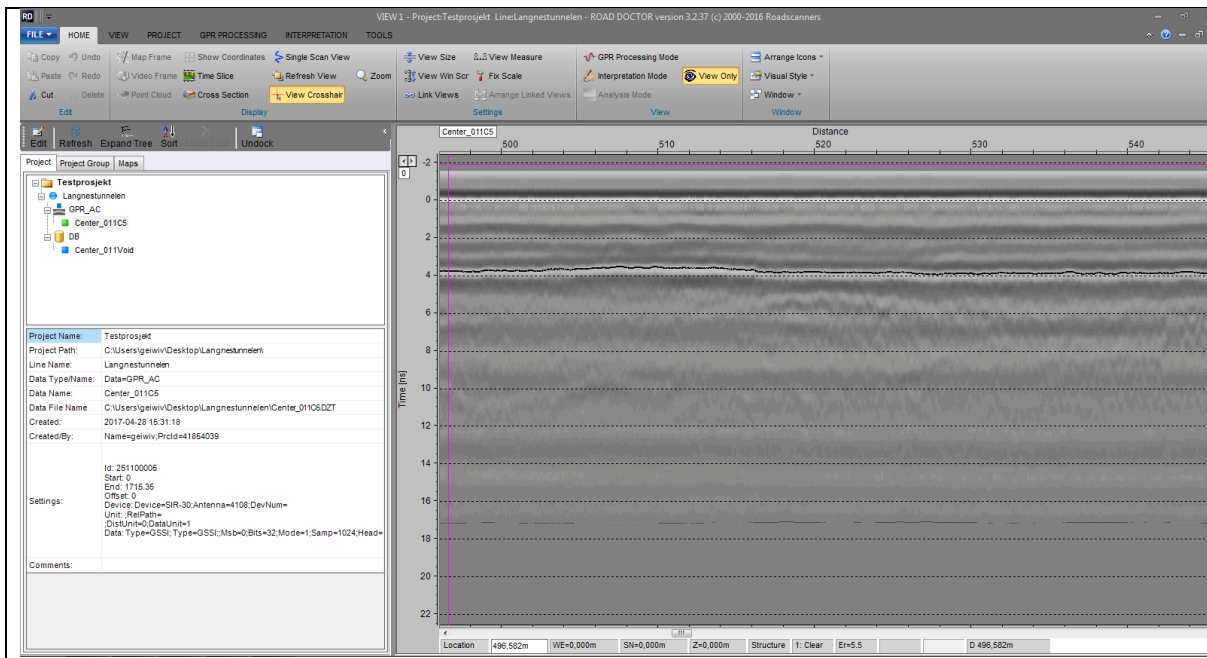 RD VIEW 1 - Project:Testprosjekt Line:Langnestunnelen - ROAD DOCTOR version 3.2.37 (c) 2000-2016 Roadscanners
FILE HOME VIEW PROJECT GPR PROCESSING INTERPRETATION TOOLS
Copy Undo Map Frame Show Coordinates Single Scan View View Size View Measure GPR Processing Mode Arrange Icons
Paste Redo Video Frame Time Slice Refresh View Zoom View Win Scr Fix Scale Interpretation Mode View Only Visual Style
Cut Delete Point Cloud Cross Section View Crosshair Link Views Arrange Linked Views Analysis Mode Window
Edit Display Settings View Window
Edit Refresh Expand Tree Sort Undock
Project Project Group Maps
Testprosjekt
Langnestunnelen
GPR_AC
Center_011C5
DB
Center_011Void
Project Name: Testprosjekt
Project Path: C:\Users\geiwiv\Desktop\Langnestunnelen\
Line Name: Langnestunnelen
Data Type/Name: Data=GPR_AC
Data Name: Center_011C5
Data File Name C:\Users\geiwiv\Desktop\Langnestunnelen\Center_011C5.DZT
Created: 2017-04-28 15:31:18
Created/By: Name=geiwiv;PrcId=41854039
Settings:
Id: 251100006
Start: 0
End: 1715.35
Offset: 0
Device: Device=SIR-30;Antenna=4108;DevNum=
Unit: ;RelPath=
;DistUnit=0;DataUnit=1
Data: Type=GSSI; Type=GSSI;;Msb=0;Bits=32;Mode=1;Samp=1024;Head=
Comments:
Center_011C5 Distance
500 510 520 530 540
0
-2
0
2
4
6
8
Time [ns]
10
12
14
16
18
20
22
Location 496,582m WE=0,000m SN=0,000m Z=0,000m Structure 1: Clear Er=5.5 D 496,582m